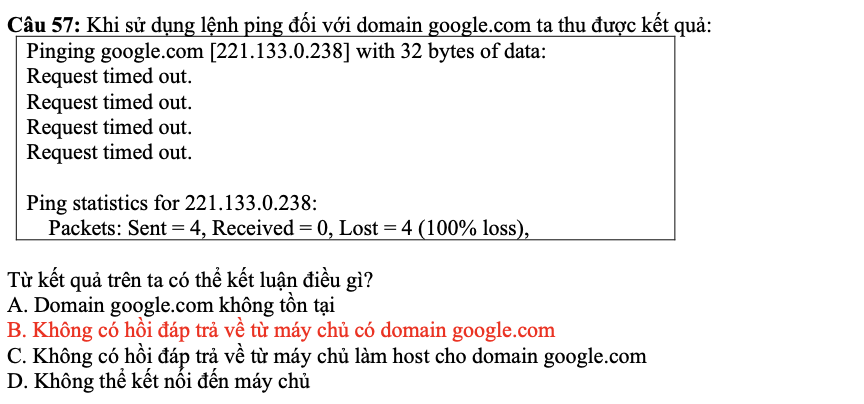 Câu 57: Khi sử dụng lệnh ping đối với domain google.com ta thu được kết quả:
Pinging google.com [221.133.0.238] with 32 bytes of data:
Request timed out.
Request timed out.
Request timed out.
Request timed out.
Ping statistics for 221.133.0.238:
Packets: Sent = 4, Received = 0, Lost = 4 (100% loss),
Từ kết quả trên ta có thể kết luận điều gì?
A. Domain google.com không tồn tại
B. Không có hồi đáp trả về từ máy chủ có domain google.com
C. Không có hồi đáp trả về từ máy chủ làm host cho domain google.com
D. Không thể kết nối đến máy chủ